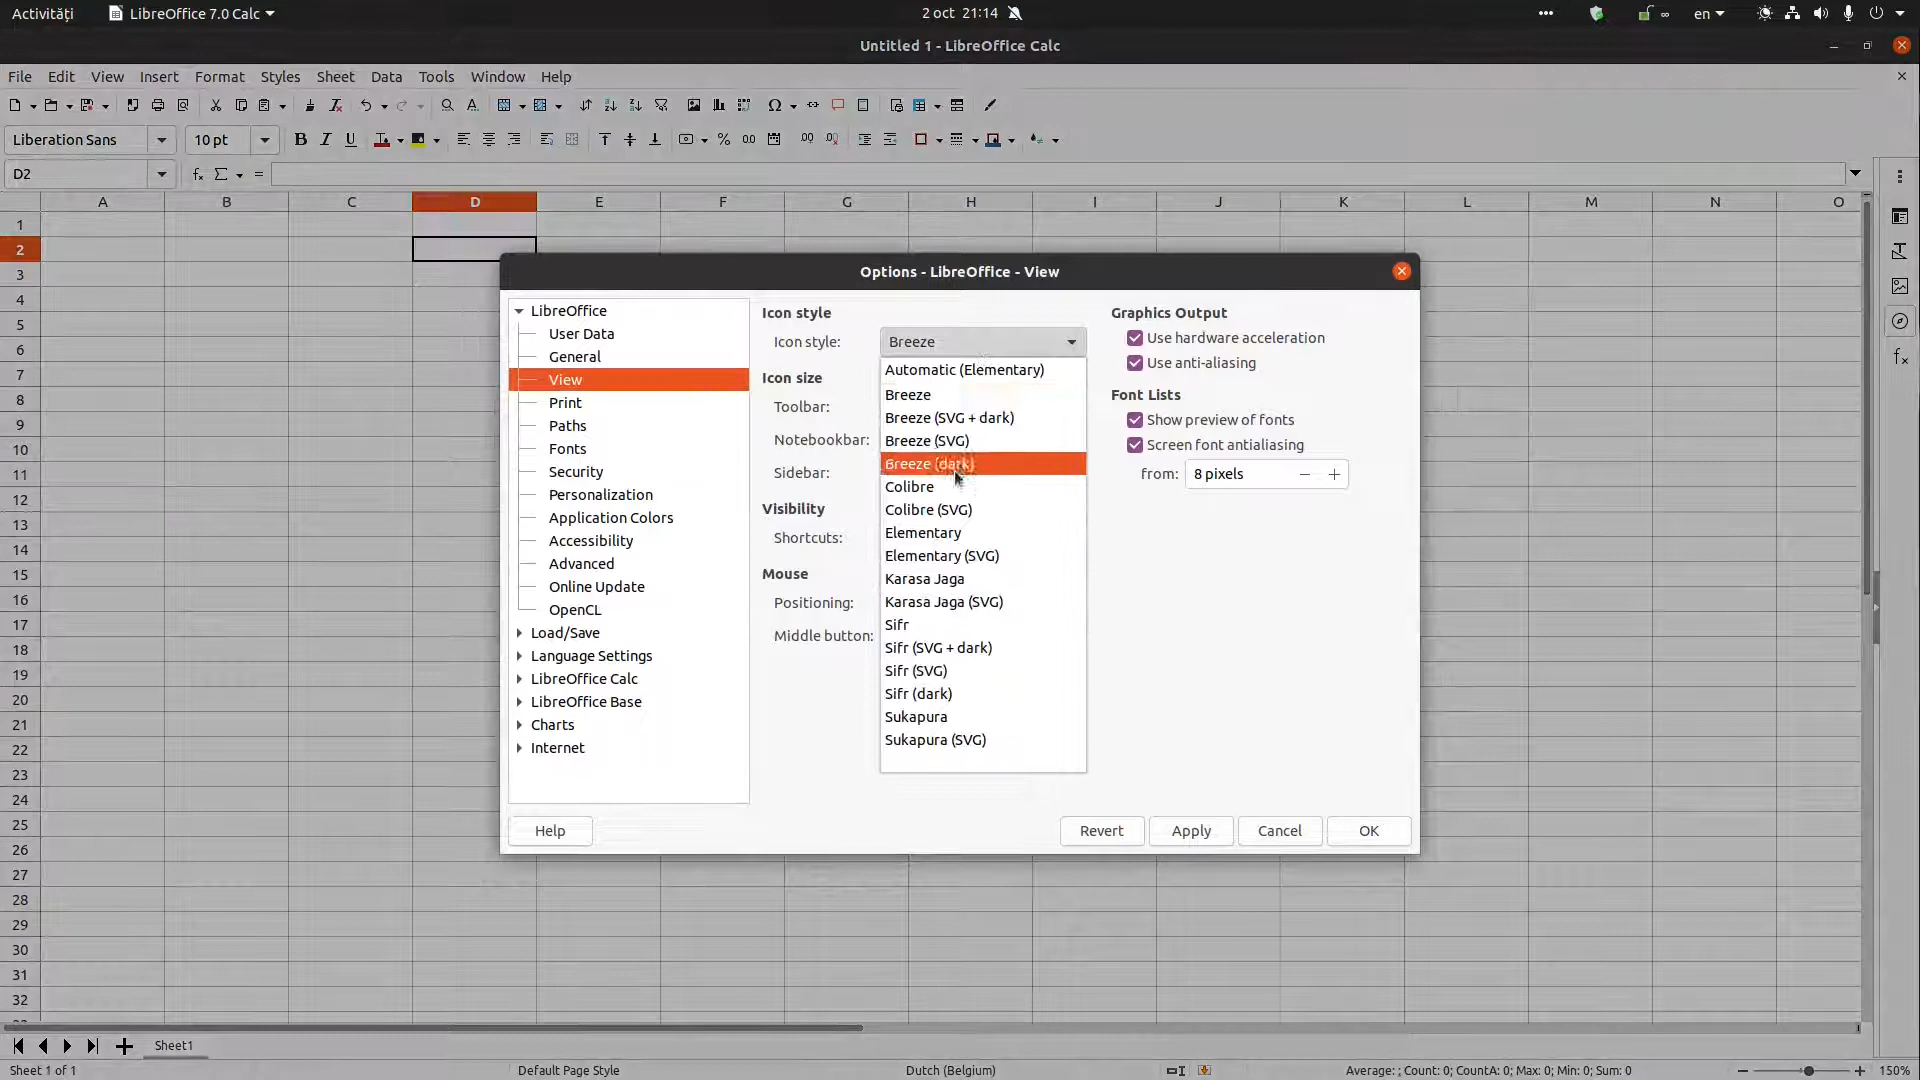 Activități
LibreOffice 7.0 Calc
2 oct 21:14
en
Untitled 1 - LibreOffice Calc
File Edit View Insert Format Styles Sheet Data Tools Window Help
Liberation Sans
10 pt
D2
A B C D E F G H I J K L M N O
1
2
3
4
5
6
7
8
9
10
11
12
13
14
15
16
17
18
19
20
21
22
23
24
25
26
27
28
29
30
31
32
Options - LibreOffice - View
LibreOffice
User Data
General
View
Print
Paths
Fonts
Security
Personalization
Application Colors
Accessibility
Advanced
Online Update
OpenCL
Load/Save
Language Settings
LibreOffice Calc
LibreOffice Base
Charts
Internet
Icon style
Icon style: Breeze
Icon size
Toolbar:
Notebookbar:
Sidebar:
Visibility
Shortcuts:
Mouse
Positioning:
Middle button:
Automatic (Elementary)
Breeze
Breeze (SVG + dark)
Breeze (SVG)
Breeze (dark)
Colibre
Colibre (SVG)
Elementary
Elementary (SVG)
Karasa Jaga
Karasa Jaga (SVG)
Sifr
Sifr (SVG + dark)
Sifr (SVG)
Sifr (dark)
Sukapura
Sukapura (SVG)
Graphics Output
Use hardware acceleration
Use anti-aliasing
Font Lists
Show preview of fonts
Screen font antialiasing
from: 8 pixels
Help
Revert
Apply
Cancel
OK
Sheet1
Sheet 1 of 1
Default Page Style
Dutch (Belgium)
Average: ; Count: 0; CountA: 0; Max: 0; Min: 0; Sum: 0
150%